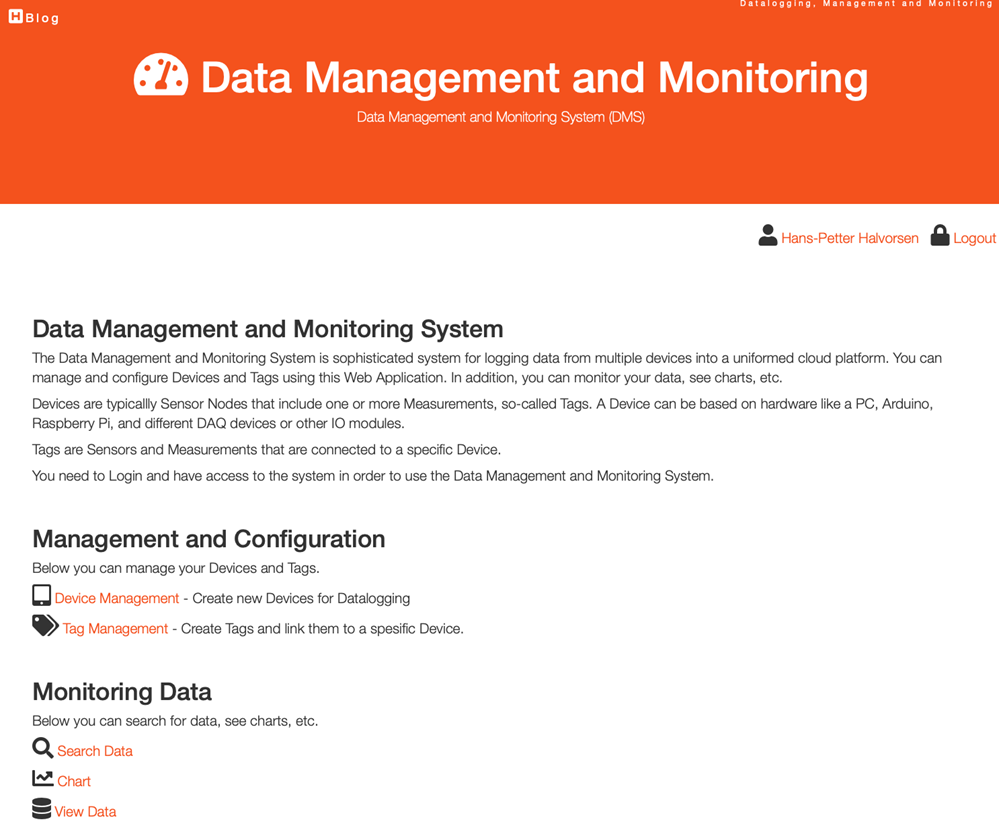 H Blog
Datalogging, Management and Monitoring
Data Management and Monitoring
Data Management and Monitoring System (DMS)
Hans-Petter Halvorsen Logout
Data Management and Monitoring System
The Data Management and Monitoring System is sophisticated system for logging data from multiple devices into a uniformed cloud platform. You can
manage and configure Devices and Tags using this Web Application. In addition, you can monitor your data, see charts, etc.
Devices are typicallly Sensor Nodes that include one or more Measurements, so-called Tags. A Device can be based on hardware like a PC, Arduino,
Raspberry Pi, and different DAQ devices or other IO modules.
Tags are Sensors and Measurements that are connected to a specific Device.
You need to Login and have access to the system in order to use the Data Management and Monitoring System.
Management and Configuration
Below you can manage your Devices and Tags.
Device Management - Create new Devices for Datalogging
Tag Management - Create Tags and link them to a spesific Device.
Monitoring Data
Below you can search for data, see charts, etc.
Search Data
Chart
View Data